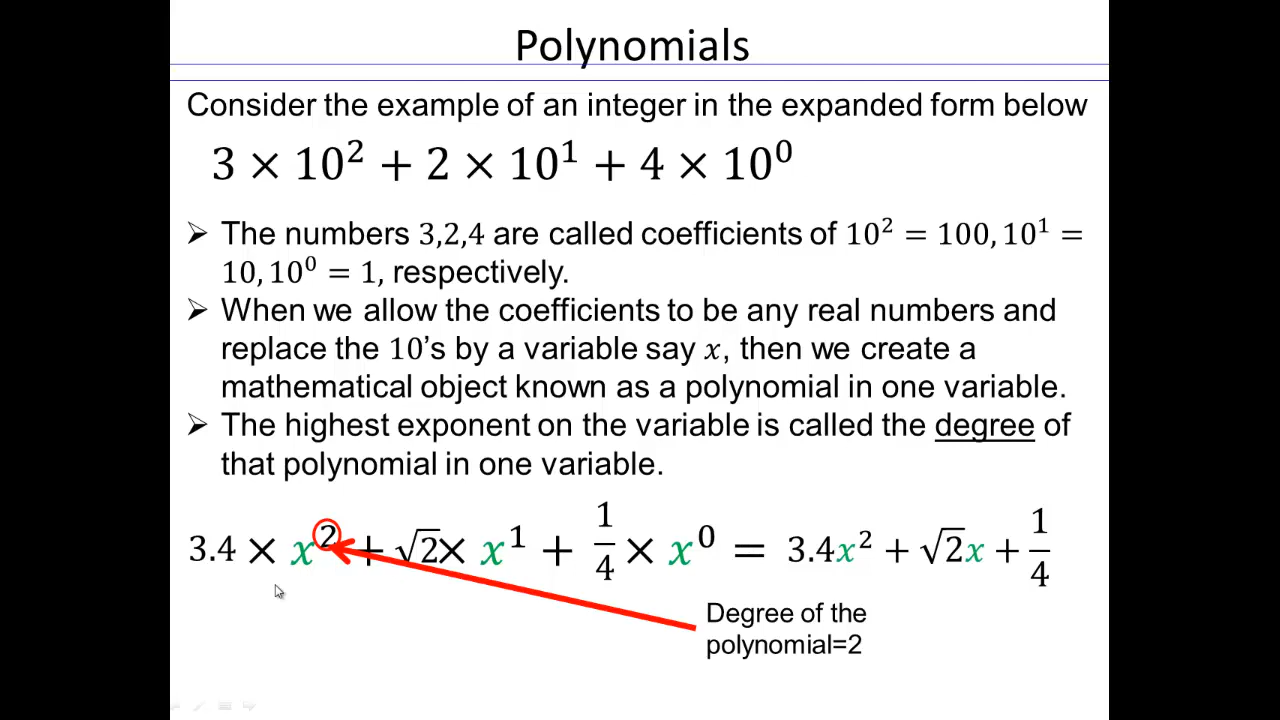 Polynomials
Consider the example of an integer in the expanded form below
3 × 10² + 2 × 10¹ + 4 × 10⁰
➢ The numbers 3,2,4 are called coefficients of 10² = 100, 10¹ =
10, 10⁰ = 1, respectively.
➢ When we allow the coefficients to be any real numbers and
replace the 10's by a variable say x, then we create a
mathematical object known as a polynomial in one variable.
➢ The highest exponent on the variable is called the degree of
that polynomial in one variable.
3.4 × x² + √2× x¹ + 1/4 × x⁰ = 3.4x² + √2x + 1/4
Degree of the
polynomial=2